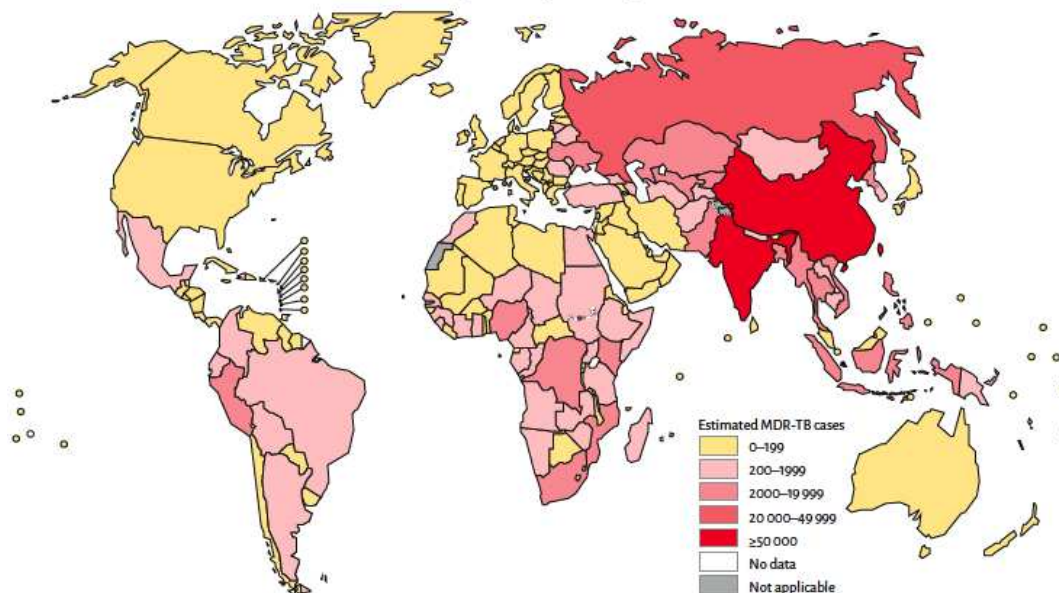 Estimated MDR-TB cases
0–199
200–1999
2000–19 999
20 000–49 999
≥50 000
No data
Not applicable